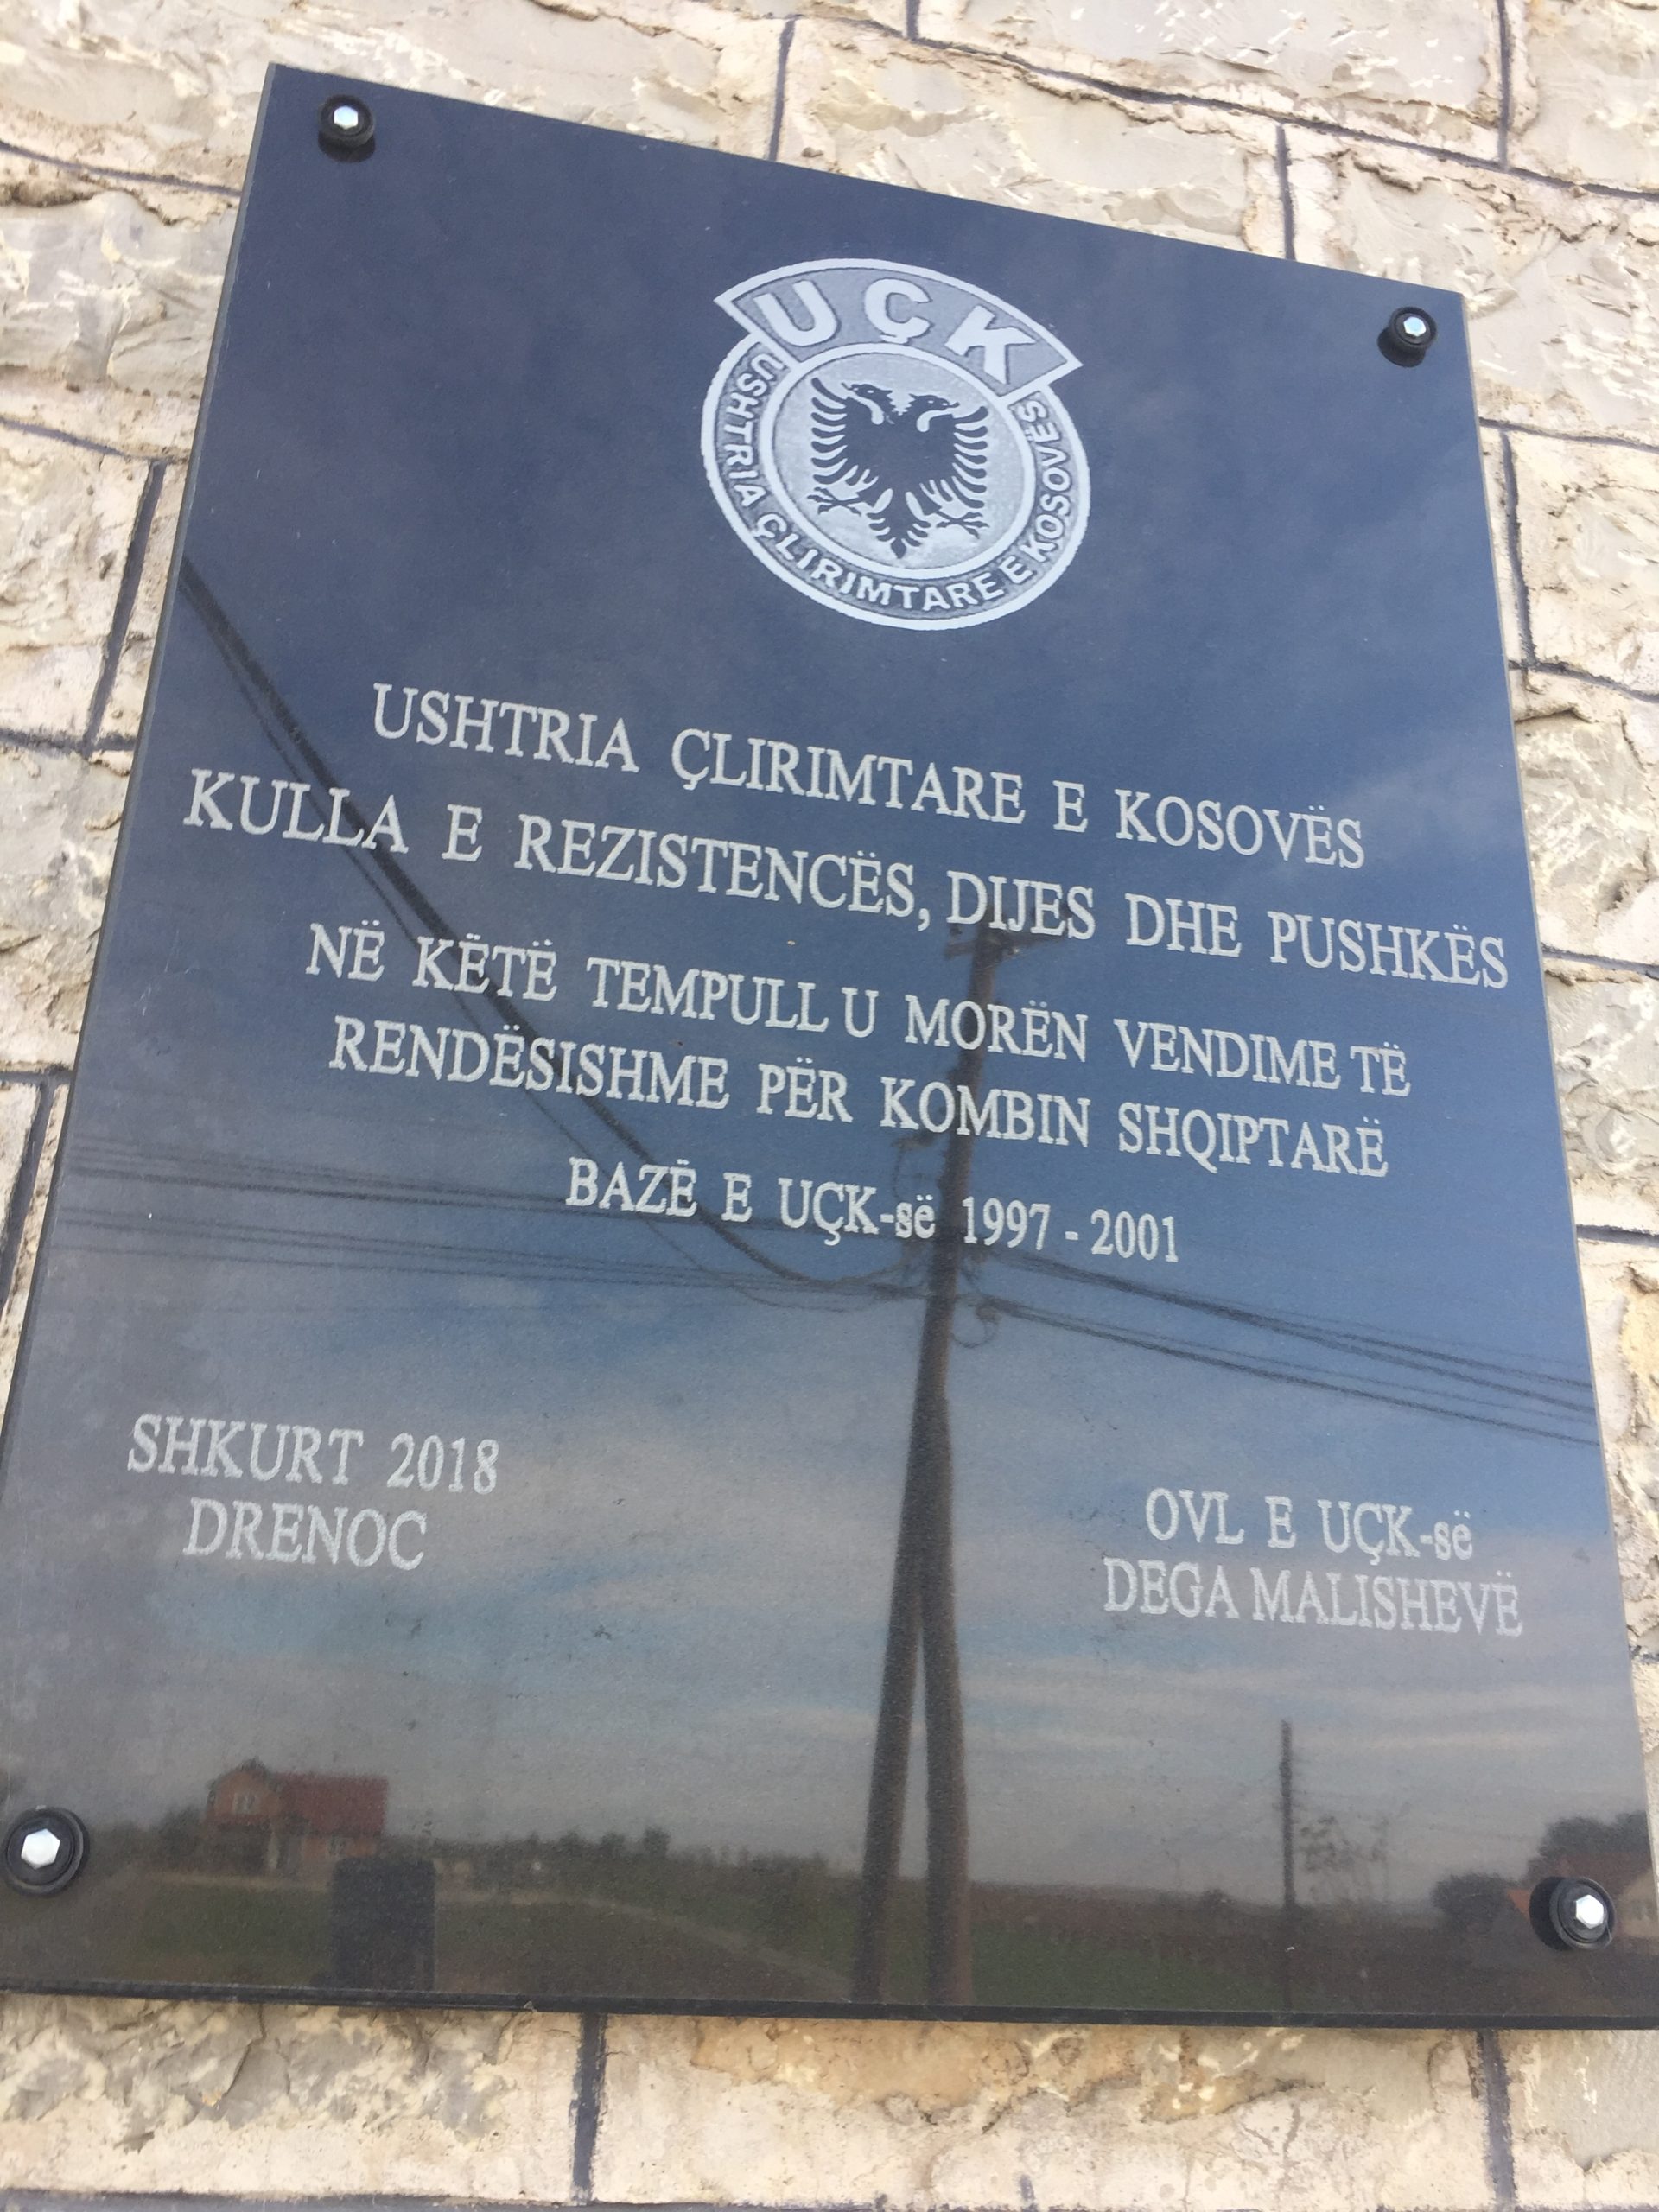 UÇK
USHTRIA ÇLIRIMTARE E KOSOVËS
USHTRIA ÇLIRIMTARE E KOSOVËS
KULLA E REZISTENCËS, DIJES DHE PUSHKËS
NË KËTË TEMPULL U MORËN VENDIME TË
RENDËSISHME PËR KOMBIN SHQIPTARË
BAZË E UÇK-së 1997 - 2001
SHKURT 2018
DRENOC
OVL E UÇK-së
DEGA MALISHEVË